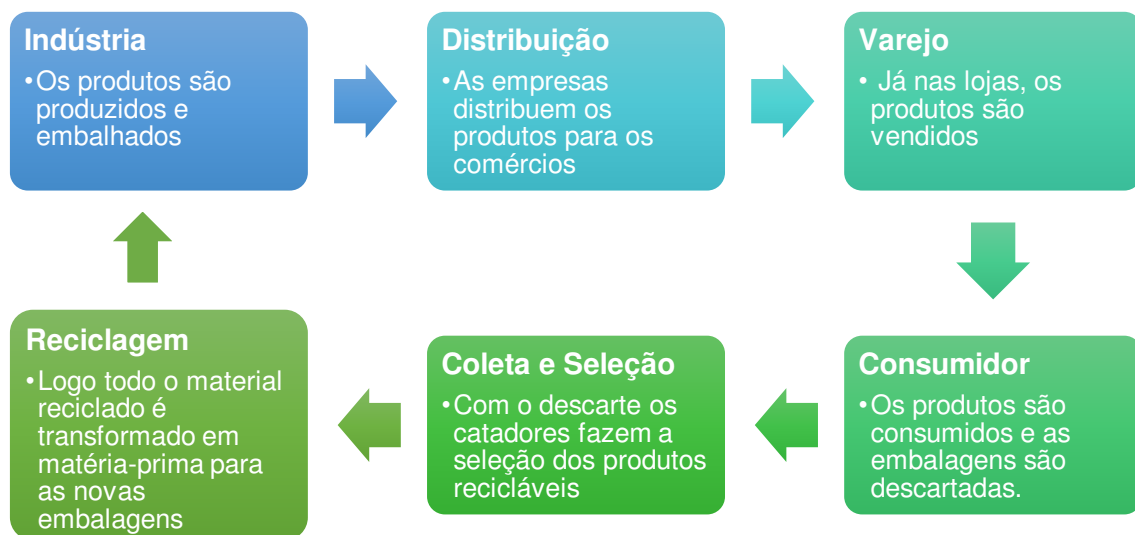 Indústria
•Os produtos são
produzidos e
embalhados
Distribuição
•As empresas
distribuem os
produtos para os
comércios
Varejo
• Já nas lojas, os
produtos são
vendidos
Consumidor
•Os produtos são
consumidos e as
embalagens são
descartadas.
Coleta e Seleção
•Com o descarte os
catadores fazem a
seleção dos produtos
recicláveis
Reciclagem
•Logo todo o material
reciclado é
transformado em
matéria-prima para
as novas
embalagens